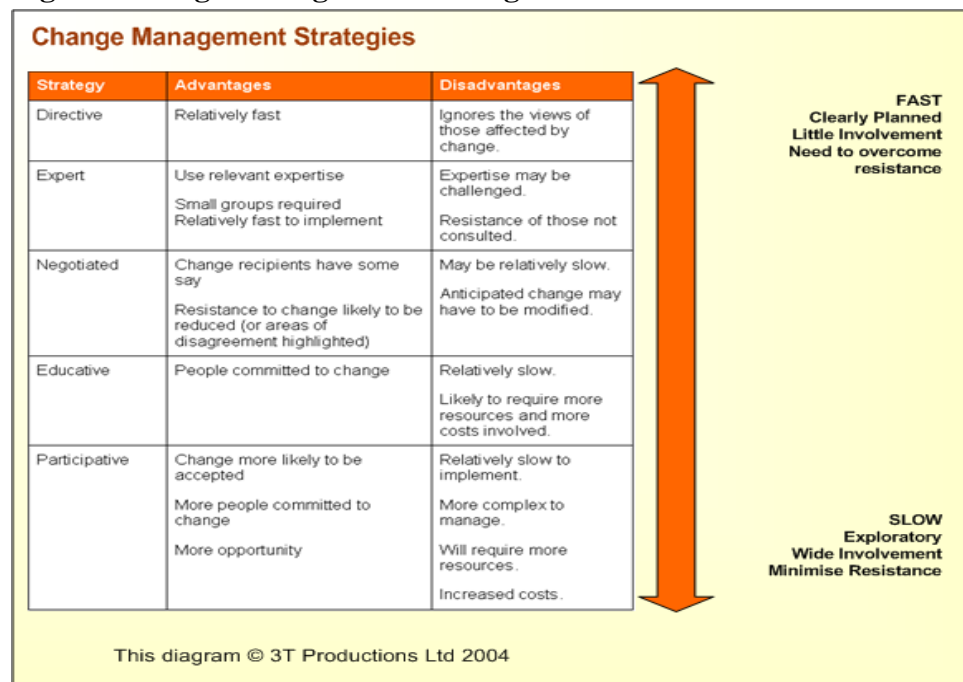 Change Management Strategies
Strategy
Advantages
Disadvantages
Directive
Relatively fast
Ignores the views of
those affected by
change.
Expert
Use relevant expertise
Small groups required
Relatively fast to implement
Expertise may be
challenged.
Resistance of those not
consulted.
Negotiated
Change recipients have some
say
Resistance to change likely to be
reduced (or areas of
disagreement highlighted)
May be relatively slow.
Anticipated change may
have to be modified.
Educative
People committed to change
Relatively slow.
Likely to require more
resources and more
costs involved.
Participative
Change more likely to be
accepted
More people committed to
change
More opportunity
Relatively slow to
implement.
More complex to
manage.
Will require more
resources.
Increased costs.
FAST
Clearly Planned
Little Involvement
Need to overcome
resistance
SLOW
Exploratory
Wide Involvement
Minimise Resistance
This diagram © 3T Productions Ltd 2004